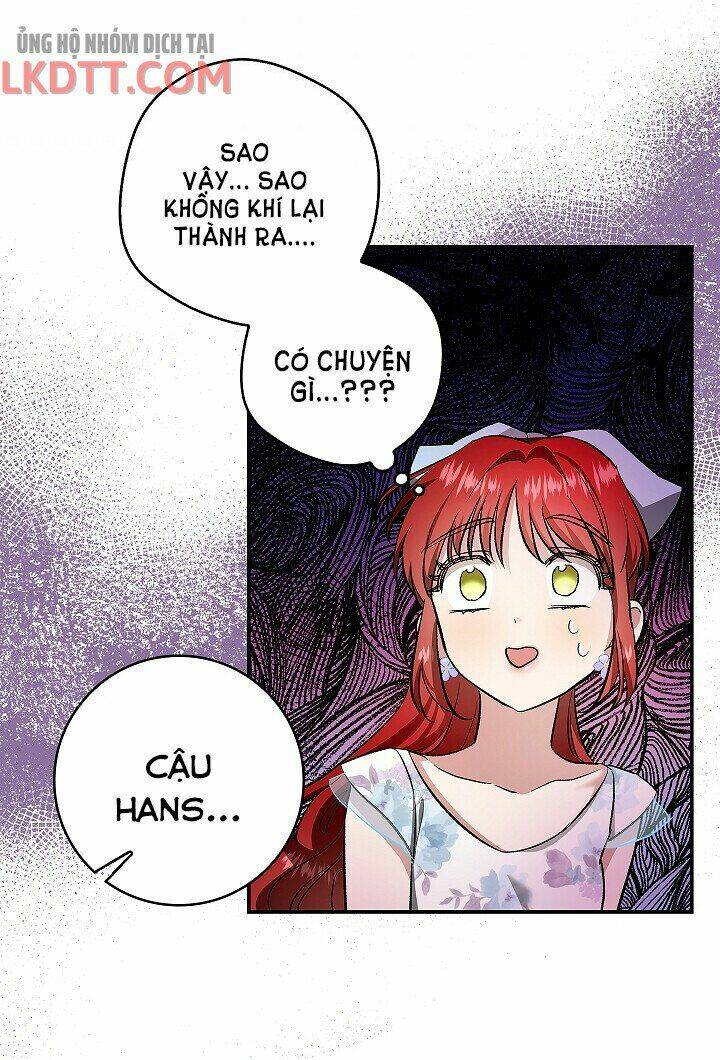 ỦNG HỘ NHÓM DỊCH TẠI
LKDTT.COM
SAO
VẬY... SAO
KHÔNG KHÍ LẠI
THÀNH RA....
CÓ CHUYỆN
GÌ...???
CẬU
HANS...